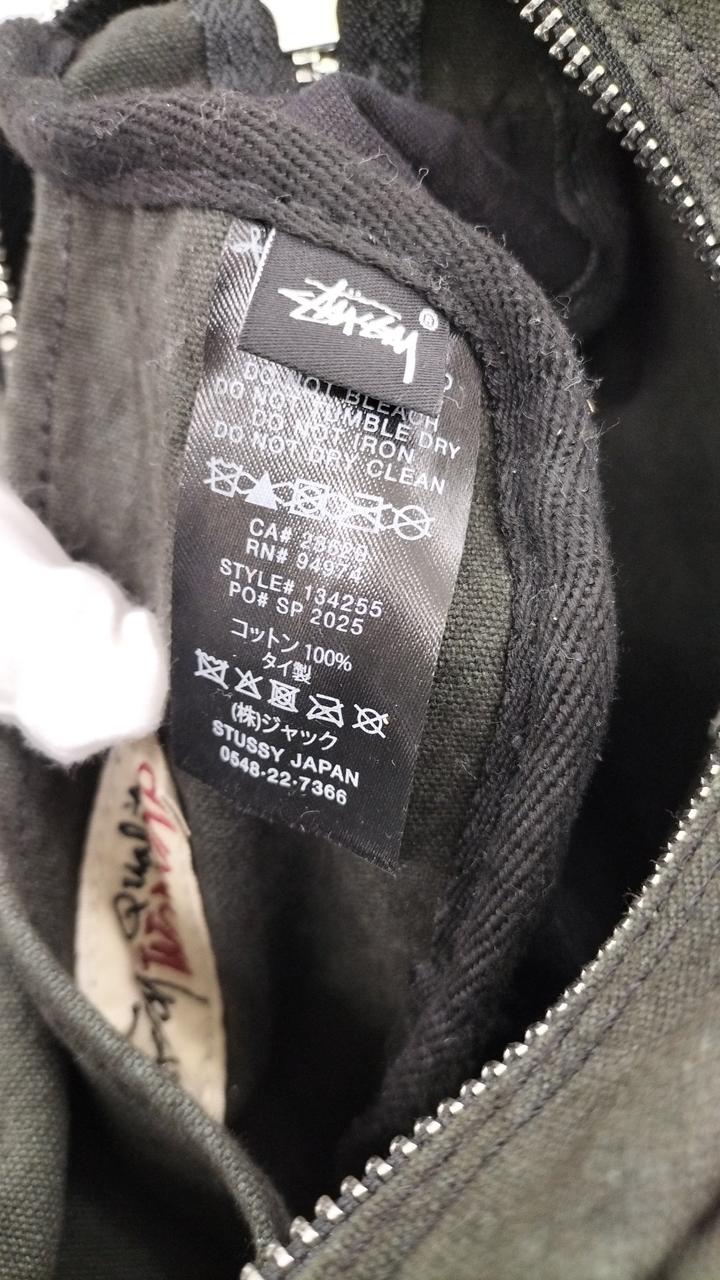 STÜSSY®
DO NOT BLEACH
DO NOT TUMBLE DRY
DO NOT IRON
DO NOT DRY CLEAN
CA#
RN# 94974
STYLE# 134255
PO# SP 2025
コットン 100%
タイ製
(株)ジャック
STUSSY JAPAN
0548-22-7366